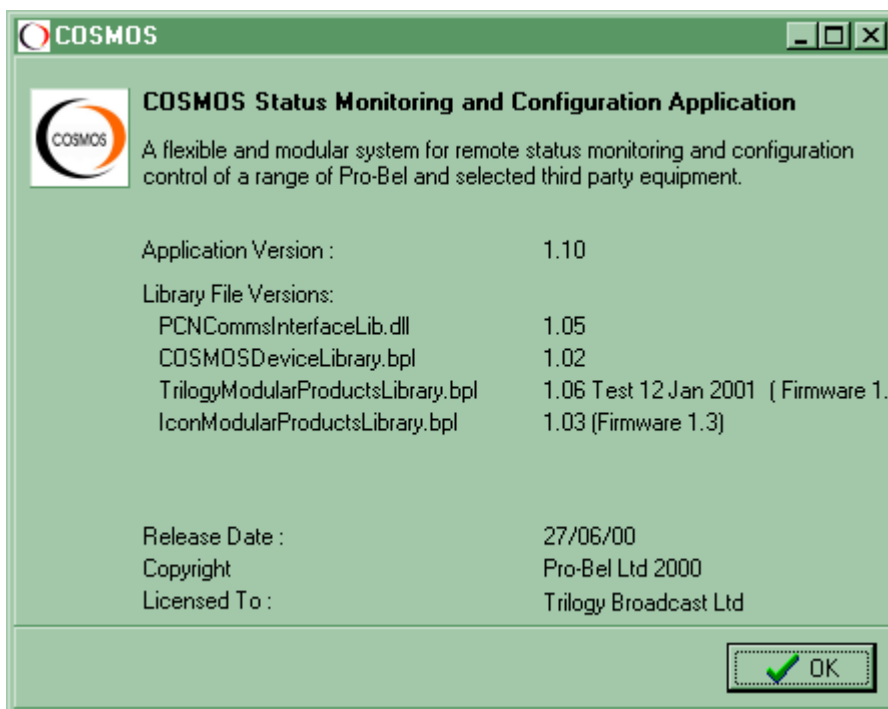 COSMOS
COSMOS Status Monitoring and Configuration Application
COSMOS
A flexible and modular system for remote status monitoring and configuration
control of a range of Pro-Bel and selected third party equipment.
Application Version : 1.10
Library File Versions:
PCNCommsInterfaceLib.dll 1.05
COSMOSDeviceLibrary.bpl 1.02
TrilogyModularProductsLibrary.bpl 1.06 Test 12 Jan 2001 ( Firmware 1.
IconModularProductsLibrary.bpl 1.03 (Firmware 1.3)
Release Date : 27/06/00
Copyright Pro-Bel Ltd 2000
Licensed To : Trilogy Broadcast Ltd
OK